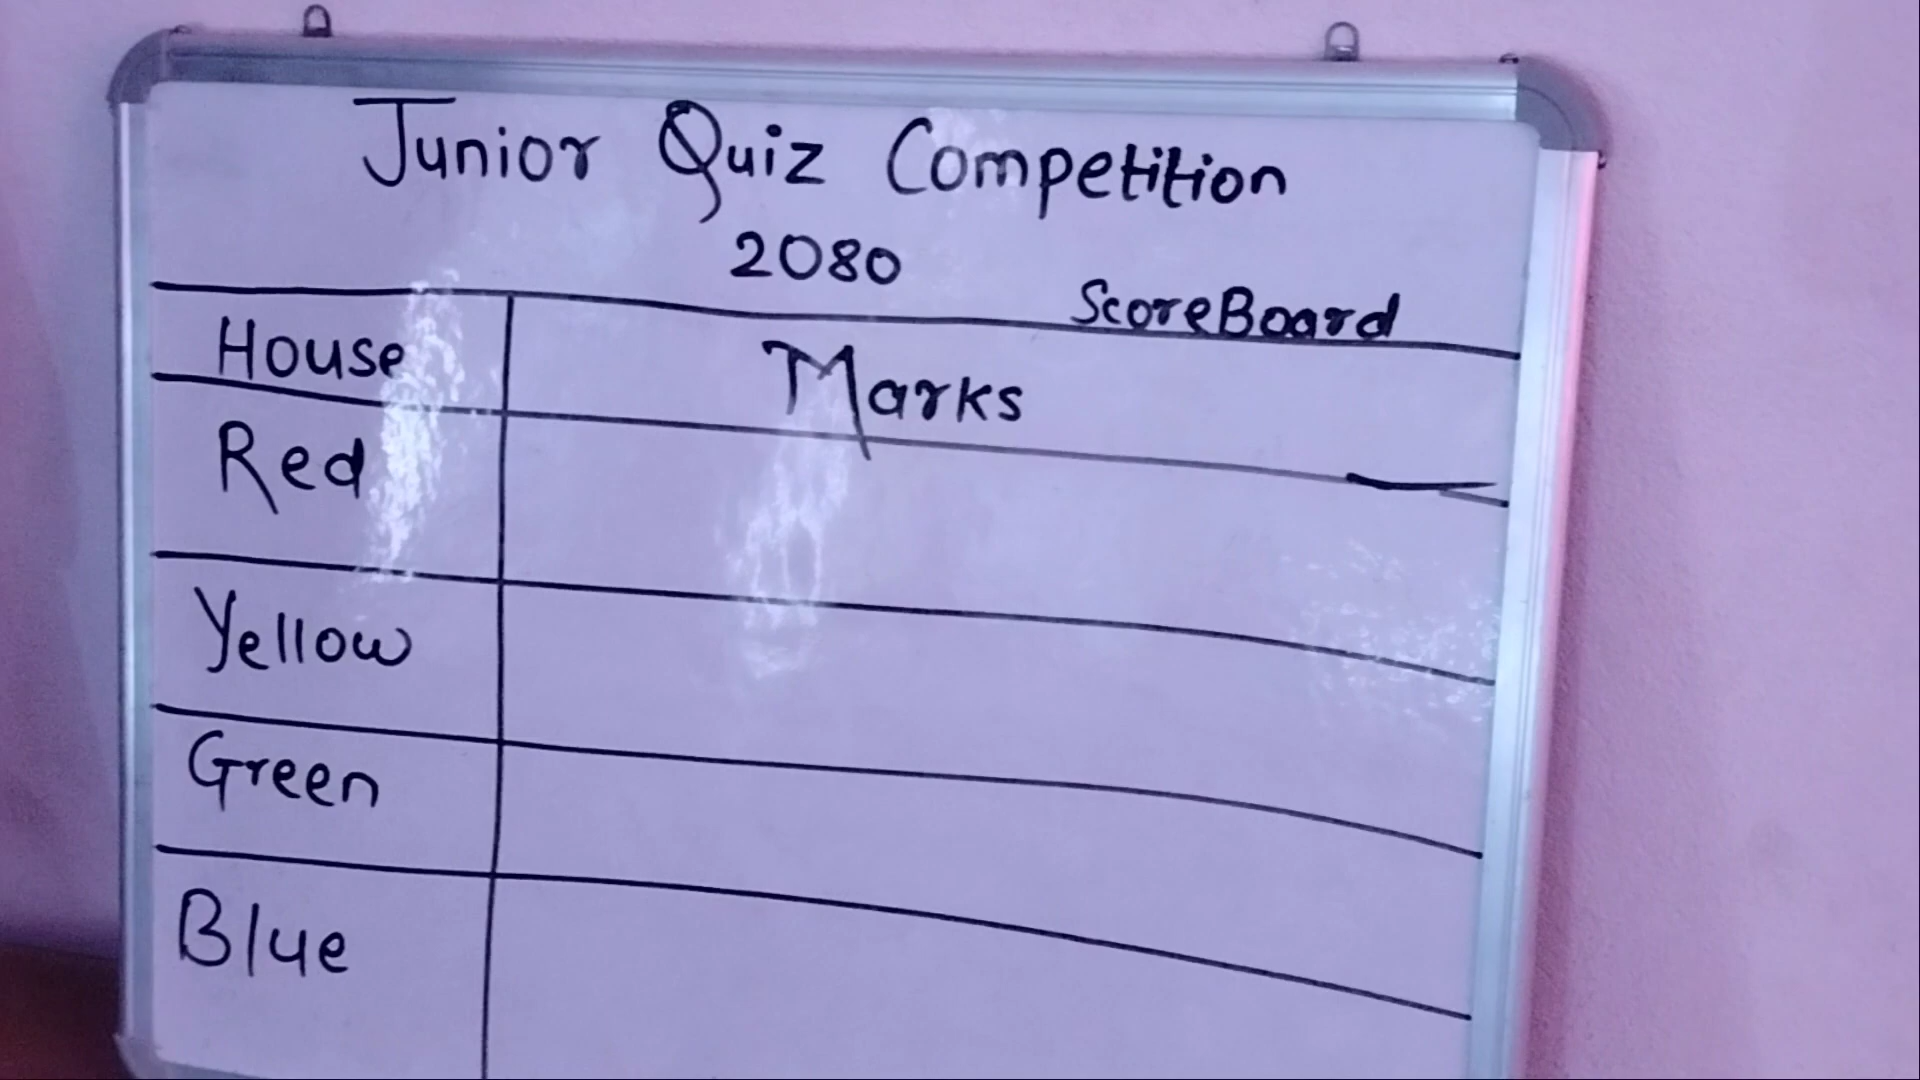 Junior Quiz Competition
2080
ScoreBoard
House Marks
Red
Yellow
Green
Blue